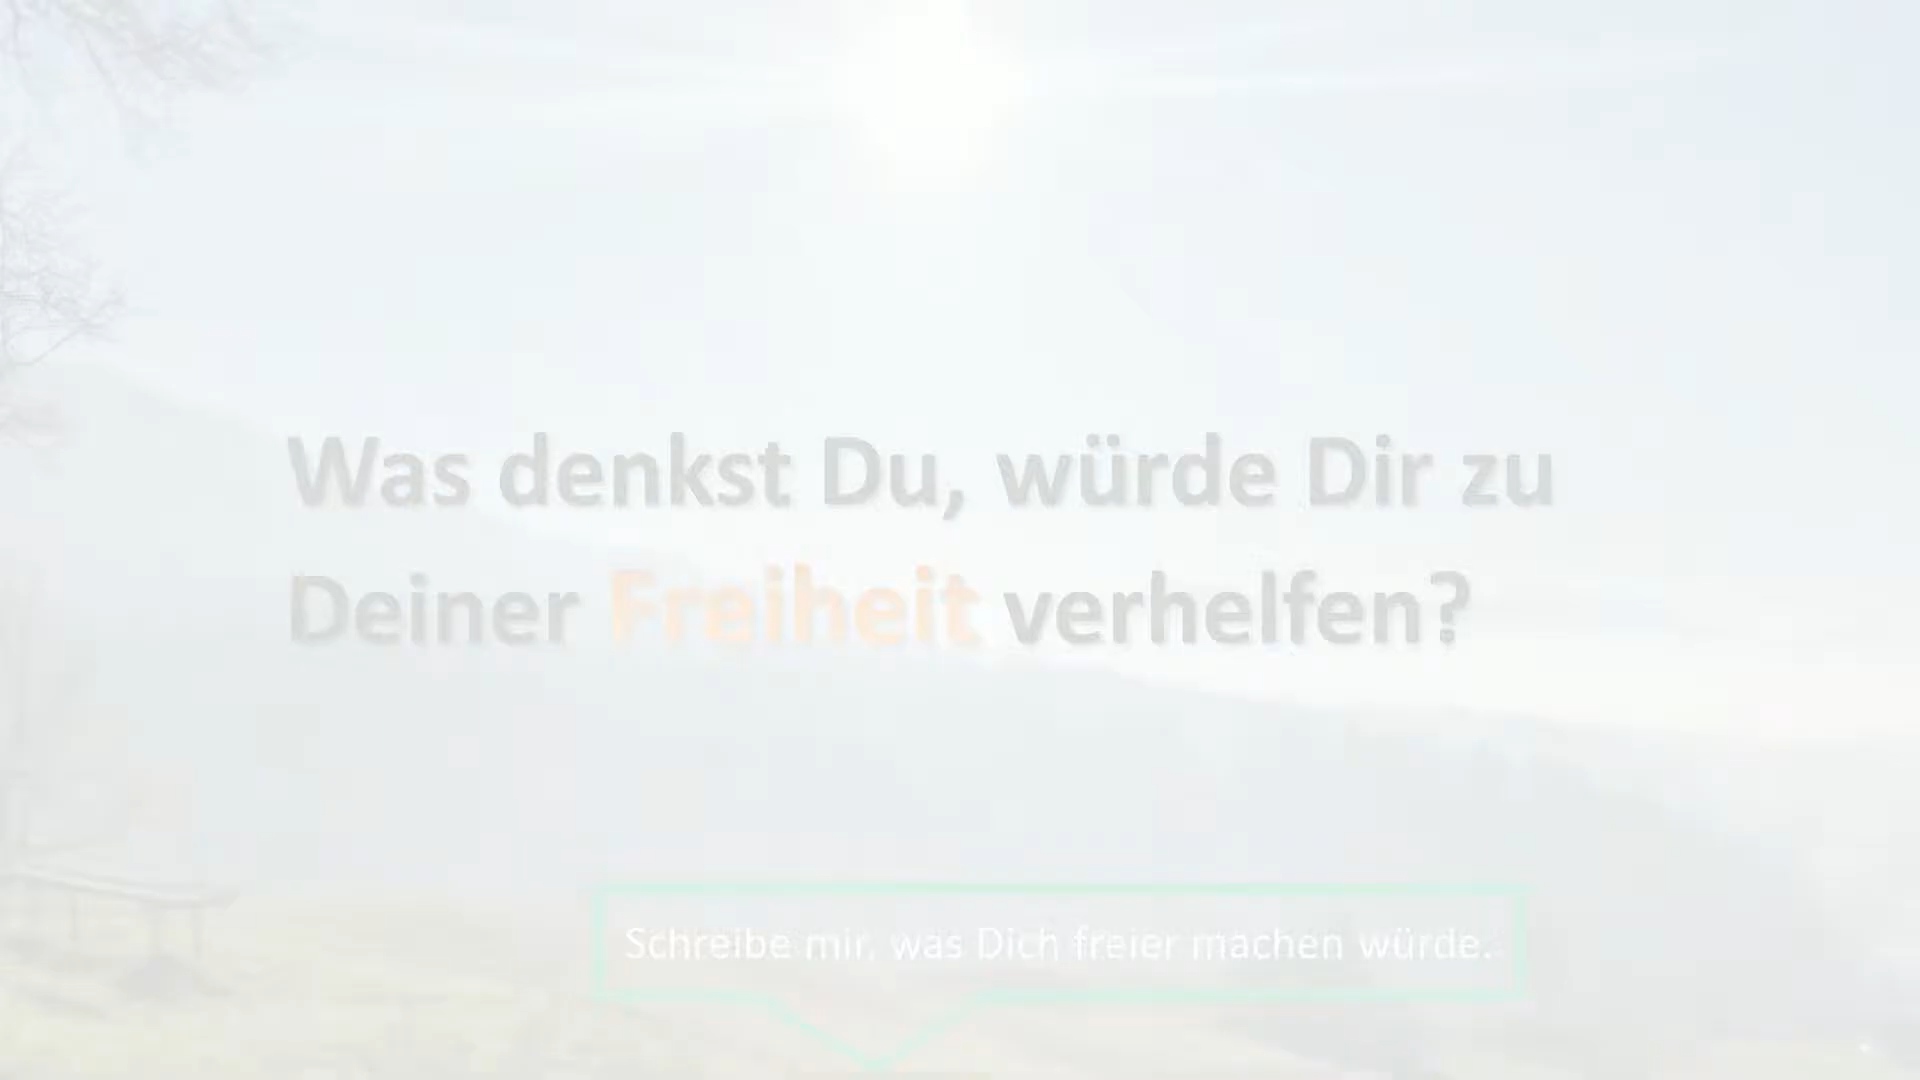 Was denkst Du, würde Dir zu
Deiner Freiheit verhelfen?
Schreibe mir, was Dich freier machen würde.